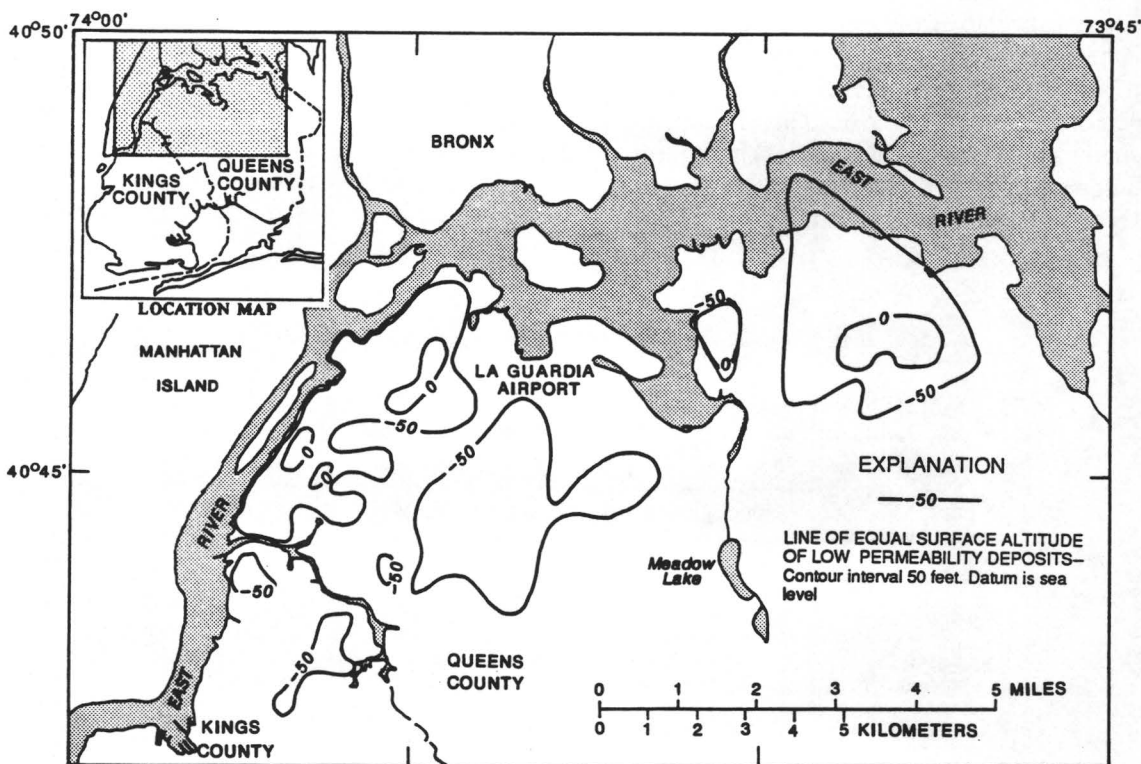 40°50' 74°00'
73°45'
KINGS
COUNTY
QUEENS
COUNTY
LOCATION MAP
BRONX
EAST
RIVER
MANHATTAN
ISLAND
LA GUARDIA
AIRPORT
-50
0
0
-50
0
-50
-50
0
0
40°45'
RIVER
EAST
-50
-50
-50
Meadow
Lake
QUEENS
COUNTY
KINGS
COUNTY
EXPLANATION
-50
LINE OF EQUAL SURFACE ALTITUDE
OF LOW PERMEABILITY DEPOSITS—
Contour interval 50 feet. Datum is sea
level
0 1 2 3 4 5 MILES
0 1 2 3 4 5 KILOMETERS